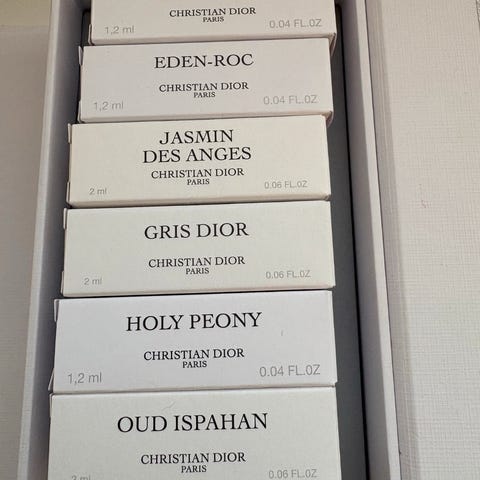 CHRISTIAN DIOR
PARIS
1,2 ml
0.04 FL.OZ
EDEN-ROC
CHRISTIAN DIOR
PARIS
1,2 ml
0.04 FL.OZ
JASMIN
DES ANGES
CHRISTIAN DIOR
PARIS
2 ml
0.06 FL.OZ
GRIS DIOR
CHRISTIAN DIOR
PARIS
2 ml
0.06 FL.OZ
HOLY PEONY
CHRISTIAN DIOR
PARIS
1,2 ml
0.04 FL.OZ
OUD ISPAHAN
CHRISTIAN DIOR
PARIS
2 ml
0.06 FL.OZ